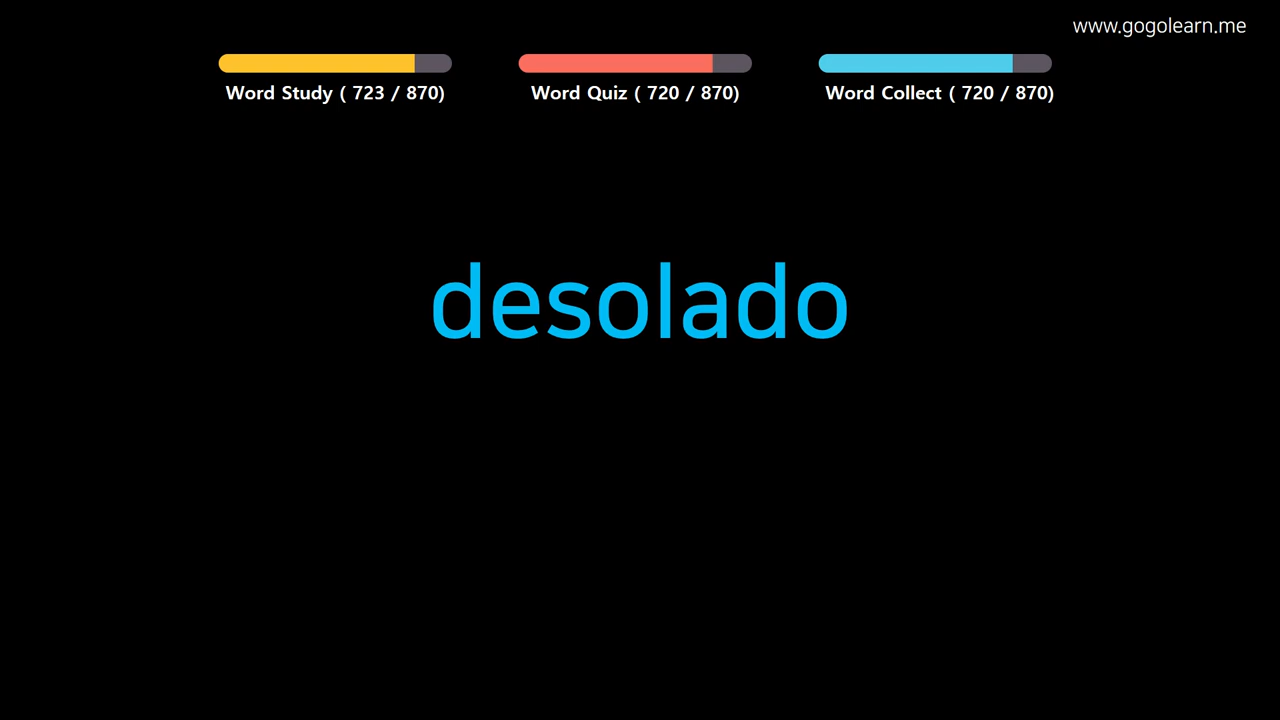 www.gogolearn.me
Word Study ( 723 / 870)
Word Quiz ( 720 / 870)
Word Collect ( 720 / 870)
desolado